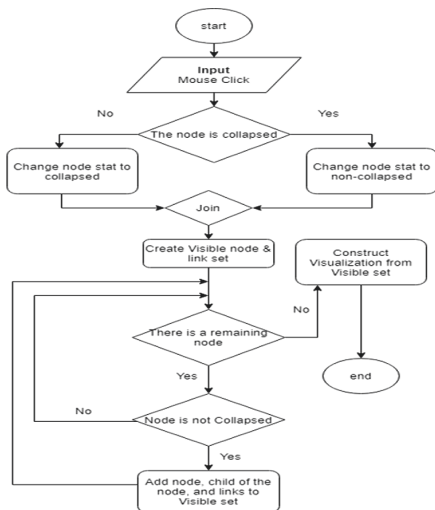 start
Input
Mouse Click
No
Yes
The node is collapsed
Change node stat to
collapsed
Change node stat to
non-collapsed
Join
Create Visible node &
link set
Construct
Visualization from
Visible set
There is a remaining
node
No
Yes
end
No
Node is not Collapsed
Yes
Add node, child of the
node, and links to
Visible set